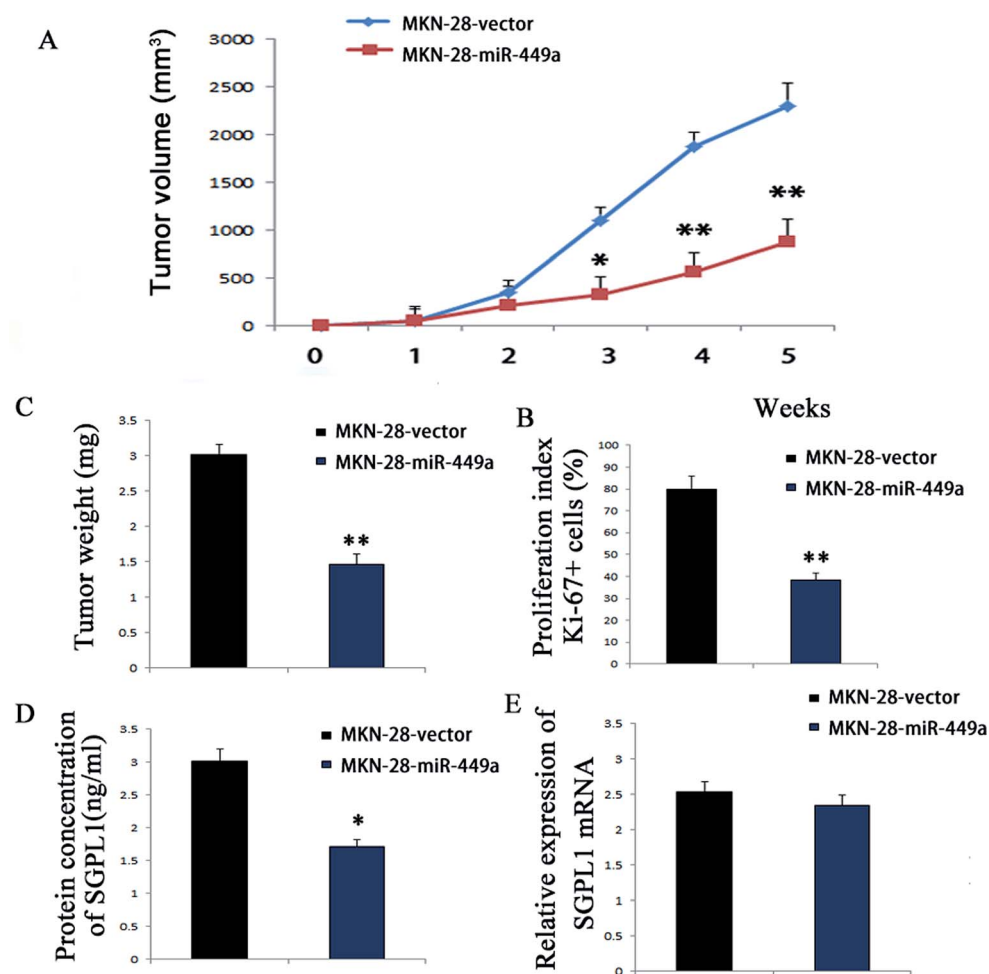 A
MKN-28-vector
MKN-28-miR-449a
Tumor volume (mm³)
3000
2500
2000
1500
1000
500
0
*
**
**
0 1 2 3 4 5
Weeks
C
Tumor weight (mg)
3.5
3
2.5
2
1.5
1
0.5
0
MKN-28-vector
MKN-28-miR-449a
**
B
Proliferation index
Ki-67+ cells (%)
100
90
80
70
60
50
40
30
20
10
0
MKN-28-vector
MKN-28-miR-449a
**
D
Protein concentration
of SGPL1(ng/ml)
3.5
3
2.5
2
1.5
1
0.5
0
MKN-28-vector
MKN-28-miR-449a
*
E
Relative expression of
SGPL1 mRNA
3.5
3
2.5
2
1.5
1
0.5
0
MKN-28-vector
MKN-28-miR-449a